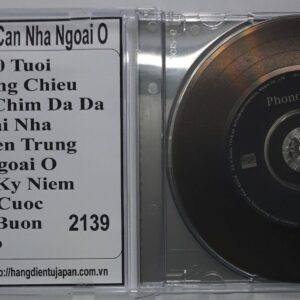 Can Nha Ngoai O
0 Tuoi
ng Chieu
Chim Da Da
i Nha
en Trung
goai O
Ky Niem
Cuoc
Buon
2139
http://hangdientujapan.com.vn
Phono